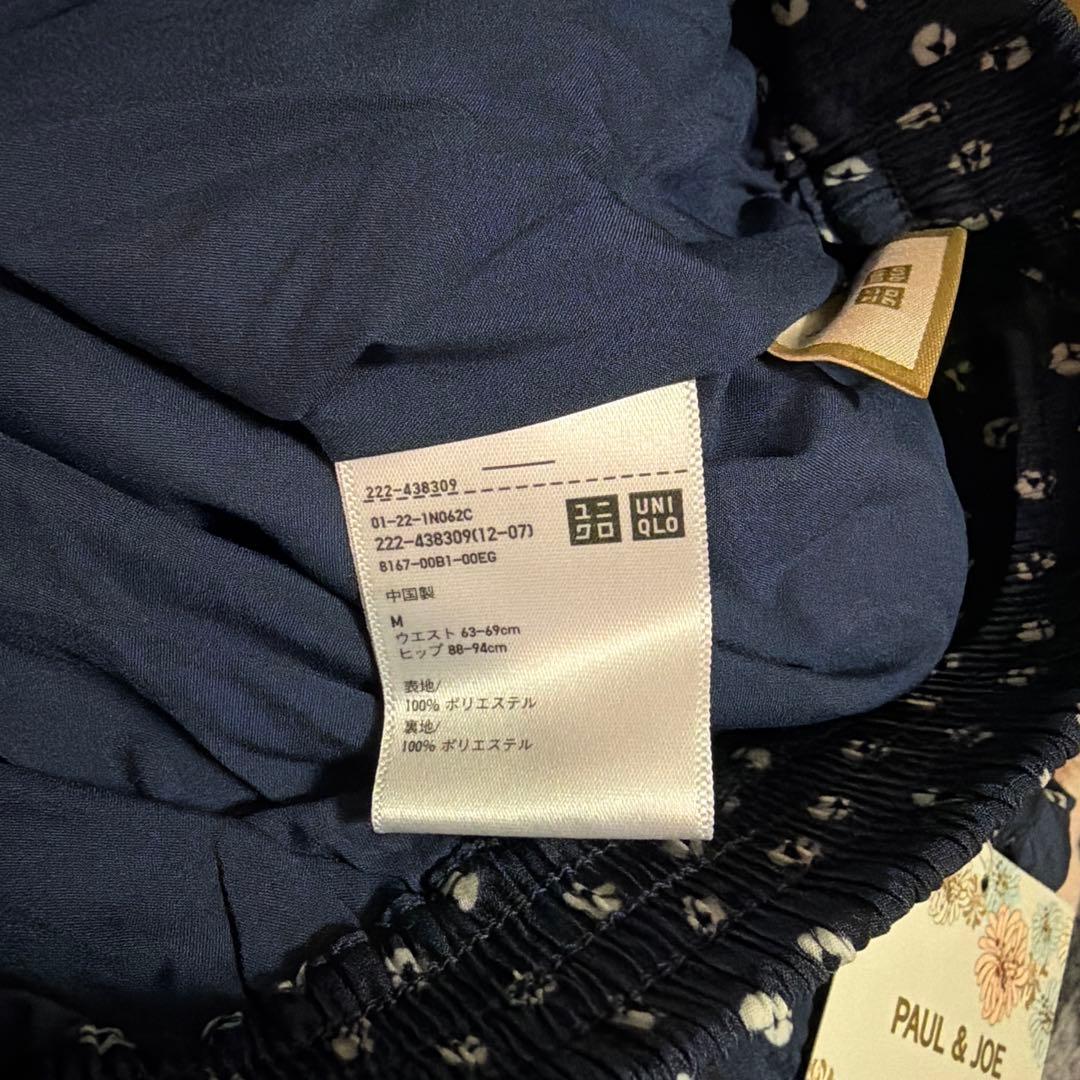 222-438309
01-22-1N062C
222-438309(12-07)
8167-00B1-00EG
ユニ
クロ
UNI
QLO
中国製
M
ウエスト 63-69cm
ヒップ 88-94cm
表地/
100% ポリエステル
裏地/
100% ポリエステル
PAUL & JOE